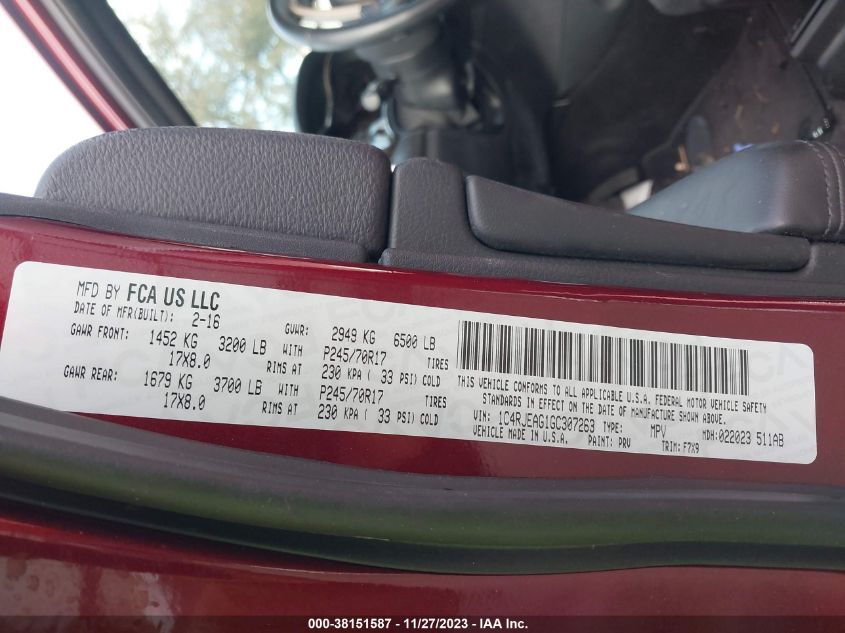 MFD BY FCA US LLC
DATE OF MFR(BUILT): 2-16
GVWR: 2949 KG 6500 LB
GAWR FRONT: 1452 KG 3200 LB WITH P245/70R17 TIRES
17X8.0 RIMS AT 230 KPA ( 33 PSI) COLD
GAWR REAR: 1679 KG 3700 LB WITH P245/70R17 TIRES
17X8.0 RIMS AT 230 KPA ( 33 PSI) COLD
THIS VEHICLE CONFORMS TO ALL APPLICABLE U.S.A. FEDERAL MOTOR VEHICLE SAFETY
STANDARDS IN EFFECT ON THE DATE OF MANUFACTURE SHOWN ABOVE.
VIN: 1C4RJEAG1GC307263 TYPE: MPV MDH:022023 511AB
VEHICLE MADE IN U.S.A. PAINT: PRV TRIM: F7X9
000-38151587 - 11/27/2023 - IAA Inc.